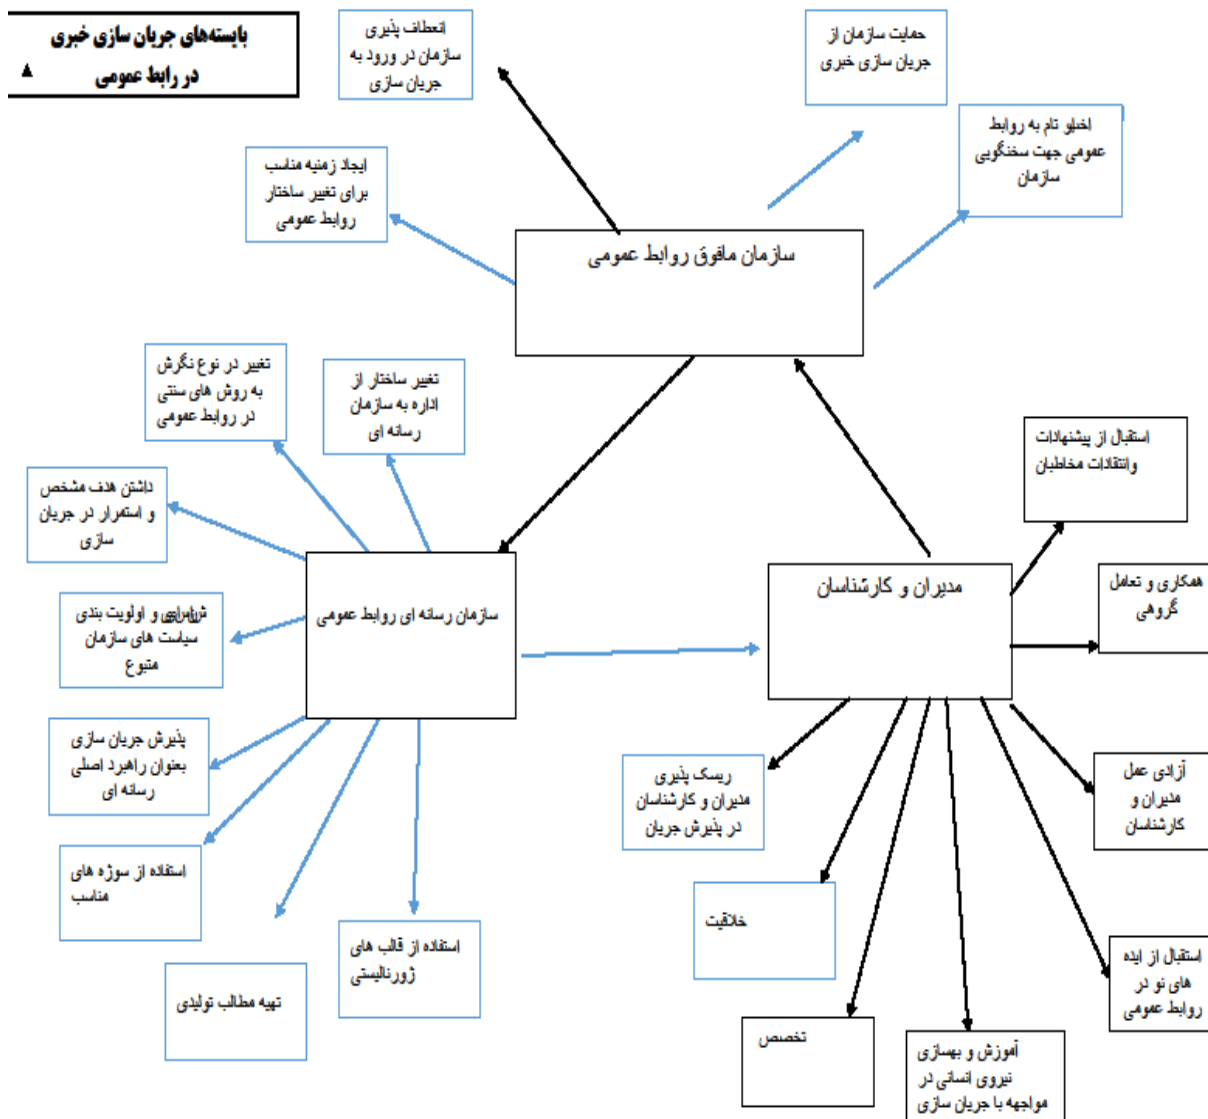 بایسته‌های جریان سازی خبری
در رابط عمومی
انعطاف پذیری
سازمان در ورود به
جریان سازی
حمایت سازمان از
جریان سازی خبری
تام به روابط
عمومی جهت سخنگویی
سازمان
ایجاد زمنیه مناسب
برای تغییر ساختار
روابط عمومی
سازمان مافوق روابط عمومی
تغییر در نوع نگرش
به روش های سنتی
در روابط عمومی
تغییر ساختار از
اداره به سازمان
رسانه ای
داشتن هدف مشخص
و استمرار در جریان
سازی
و اولویت بندی
سیاست های سازمان
متبوع
پذیرش جریان سازی
بعنوان راهبرد اصلی
رسانه ای
استفاده از سوژه های
مناسب
تهیه مطالب تولیدی
استفاده از قالب های
ژورنالیستی
سازمان رسانه ای روابط عمومی
مدیران و کارشناسان
استقبال از پیشنهادات
وانتقادات مخاطبان
همکاری و تعامل
گروهی
آزادی عمل
مدیران و
کارشناسان
استقبال از ایده
های نو در
روابط عمومی
آموزش و بهسازی
نیروی انسانی در
مواجهه با جریان سازی
تخصص
خلاقیت
ریسک پذیری
مدیران و کارشناسان
در پذیرش جریان